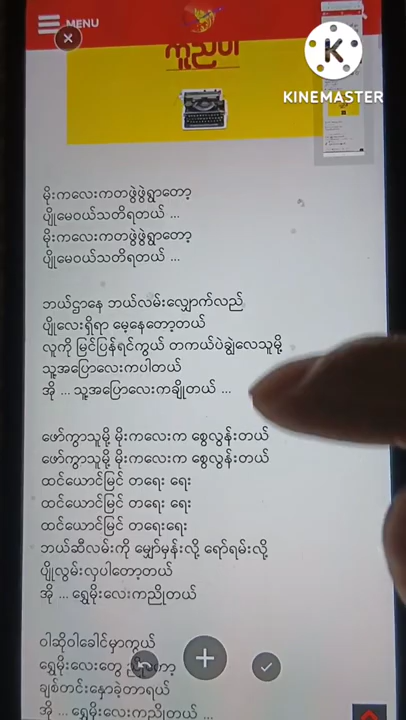 MENU
KINEMASTER
ကူညီပါ
မိုးကလေးကတဖွဲဖွဲရွာတော့
ပျိုမေဝယ်သတိရတယ် ...
မိုးကလေးကတဖွဲဖွဲရွာတော့
ပျိုမေဝယ်သတိရတယ် ...
ဘယ်ဌာနေ ဘယ်လမ်းလျှောက်လည်
ပျိုလေးရှိရာ မေ့နေတော့တယ်
လူကို မြင်ပြန်ရင်ကွယ် တကယ်ပဲချွဲလေသူမို့
သူ့အပြောလေးကပါတယ်
အို ... သူ့အပြောလေးကချိုတယ် ...
ဖော်ကွာသူမို့ မိုးကလေးက စွေလွန်းတယ်
ဖော်ကွာသူမို့ မိုးကလေးက စွေလွန်းတယ်
ထင်ယောင်မြင် တရေး ရေး
ထင်ယောင်မြင် တရေး ရေး
ထင်ယောင်မြင် တရေးရေး
ဘယ်ဆီလမ်းကို မျှော်မှန်းလို့ ရော်ရမ်းလို့
ပျိုလွမ်းလှပါတော့တယ်
အို ... ရွှေမိုးလေးကညိုတယ်
ဝါဆိုဝါခေါင်မှာကွယ်
ရွှေမိုးလေးတွေ
ချစ်တင်းနှောခဲ့တာရယ်
အို ... ရွှေမိုးလေးကညိုတယ် ...